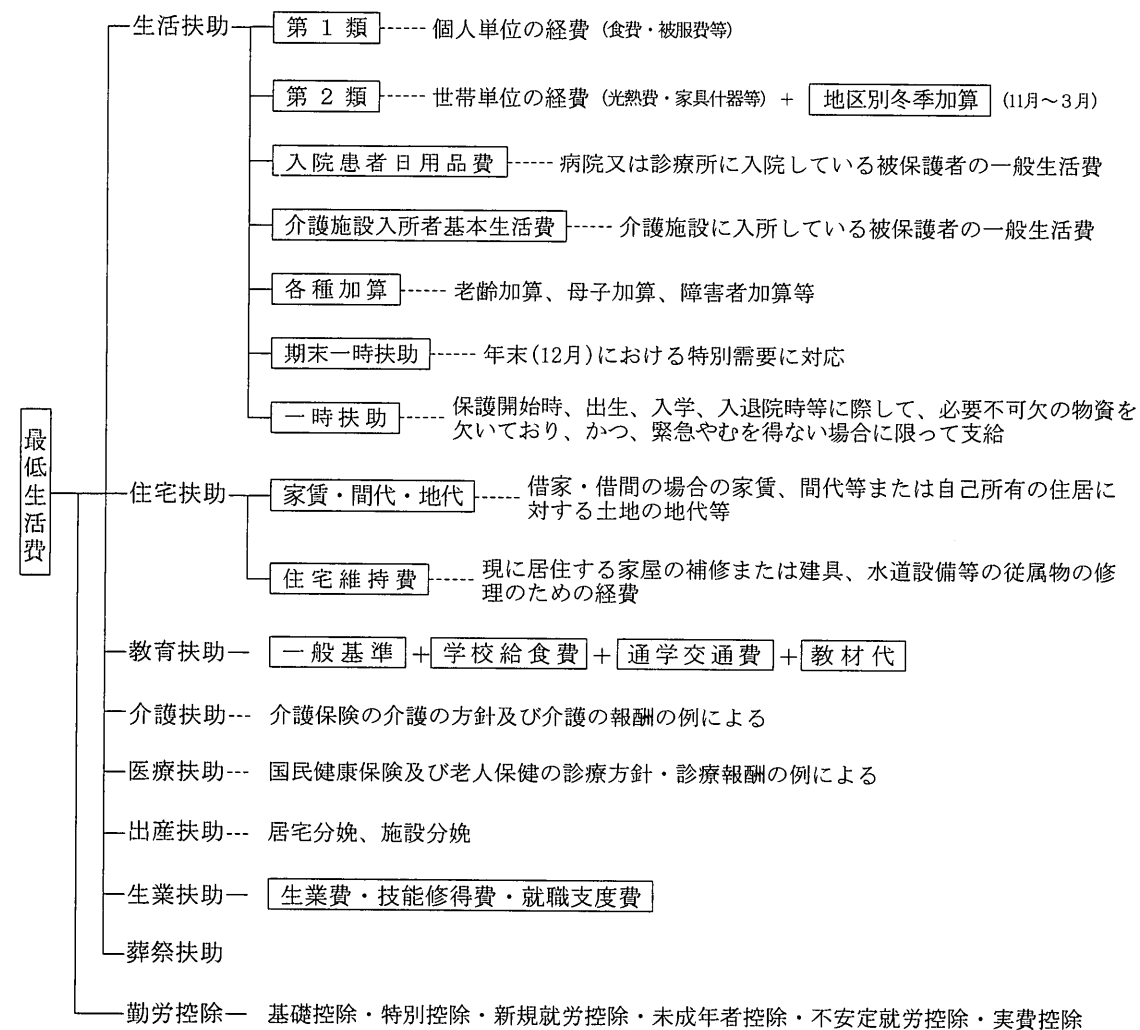 生活扶助
第１類 個人単位の経費（食費・被服費等）
第２類 世帯単位の経費（光熱費・家具什器等）＋ 地区別冬季加算（11月～３月）
入院患者日用品費 病院又は診療所に入院している被保護者の一般生活費
介護施設入所者基本生活費 介護施設に入所している被保護者の一般生活費
各種加算 老齢加算、母子加算、障害者加算等
期末一時扶助 年末(12月)における特別需要に対応
一時扶助 保護開始時、出生、入学、入退院時等に際して、必要不可欠の物資を
欠いており、かつ、緊急やむを得ない場合に限って支給
最低生活費
住宅扶助
家賃・間代・地代 借家・借間の場合の家賃、間代等または自己所有の住居に
対する土地の地代等
住宅維持費 現に居住する家屋の補修または建具、水道設備等の従属物の修
理のための経費
教育扶助 一般基準＋学校給食費＋通学交通費＋教材代
介護扶助 介護保険の介護の方針及び介護の報酬の例による
医療扶助 国民健康保険及び老人保健の診療方針・診療報酬の例による
出産扶助 居宅分娩、施設分娩
生業扶助 生業費・技能修得費・就職支度費
葬祭扶助
勤労控除 基礎控除・特別控除・新規就労控除・未成年者控除・不安定就労控除・実費控除